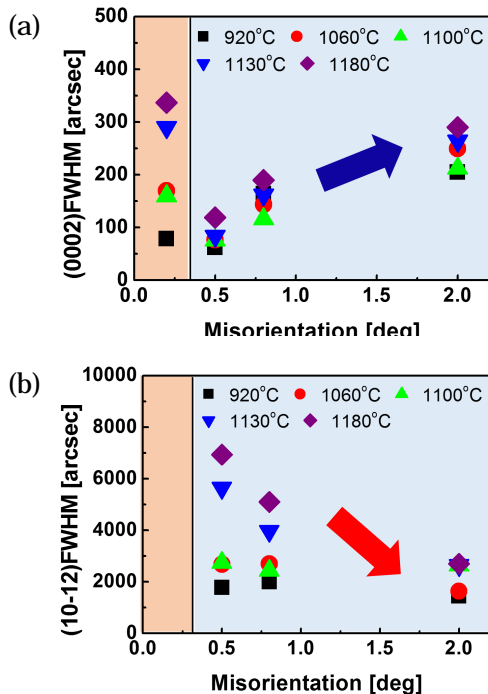 (a)
500
400
300
200
100
0
(0002)FWHM [arcsec]
920°C 1060°C 1100°C
1130°C 1180°C
0.0 0.5 1.0 1.5 2.0
Misorientation [deg]
(b)
10000
8000
6000
4000
2000
0
(10-12)FWHM [arcsec]
920°C 1060°C 1100°C
1130°C 1180°C
0.0 0.5 1.0 1.5 2.0
Misorientation [deg]